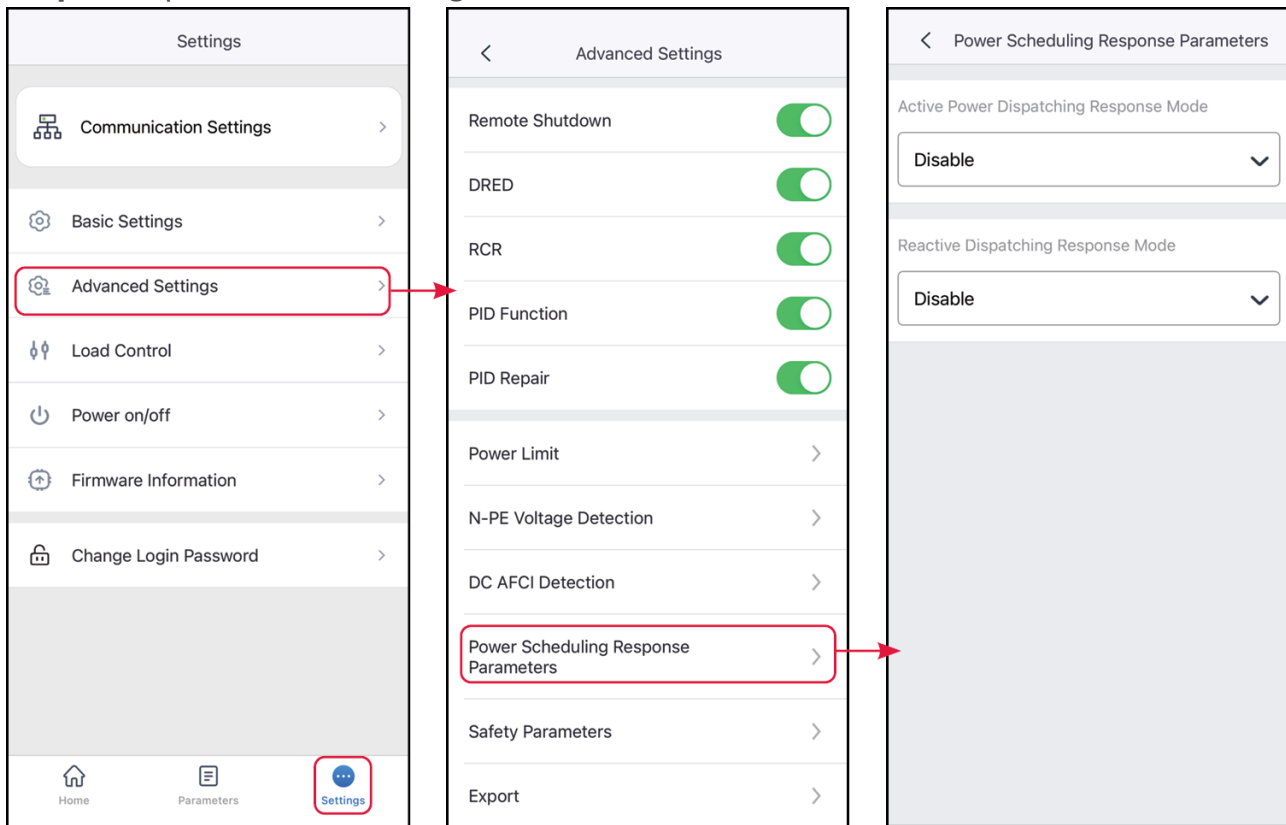 Settings
Communication Settings
Basic Settings
Advanced Settings
Load Control
Power on/off
Firmware Information
Change Login Password
Home
Parameters
Settings
Advanced Settings
Remote Shutdown
DRED
RCR
PID Function
PID Repair
Power Limit
N-PE Voltage Detection
DC AFCI Detection
Power Scheduling Response
Parameters
Safety Parameters
Export
Power Scheduling Response Parameters
Active Power Dispatching Response Mode
Disable
Reactive Dispatching Response Mode
Disable